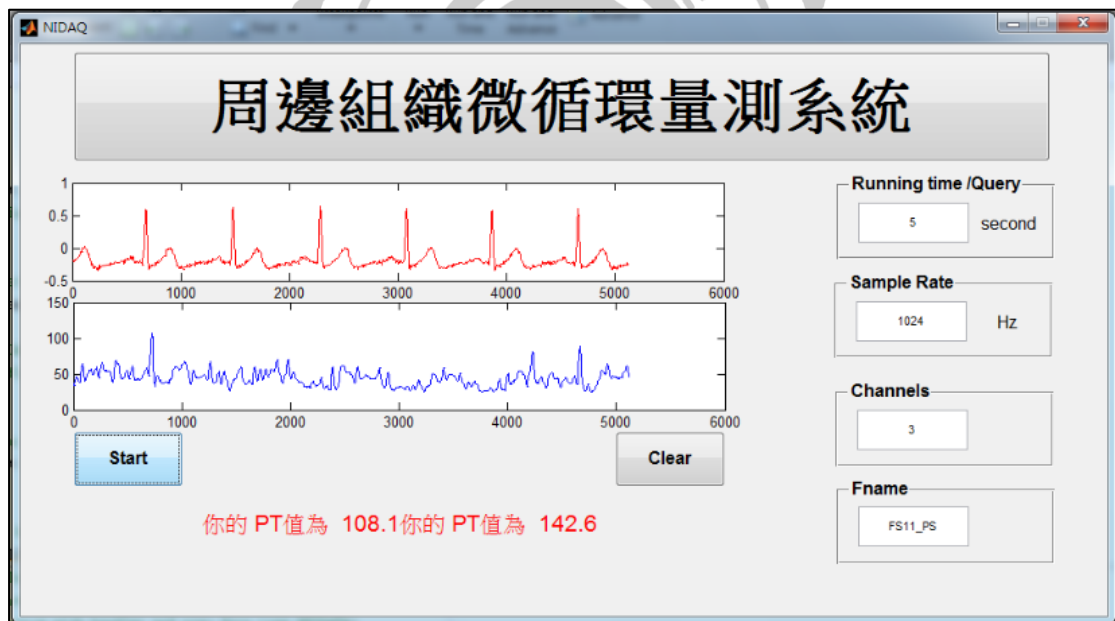 NIDAQ
周邊組織微循環量測系統
1
0.5
0
-0.5
0 1000 2000 3000 4000 5000 6000
150
100
50
0
0 1000 2000 3000 4000 5000 6000
Start
Clear
你的 PT值為 108.1你的 PT值為 142.6
Running time /Query
5 second
Sample Rate
1024 Hz
Channels
3
Fname
FS11_PS